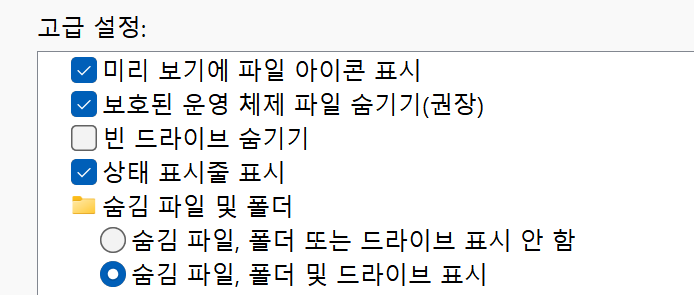 고급 설정:
미리 보기에 파일 아이콘 표시
보호된 운영 체제 파일 숨기기(권장)
빈 드라이브 숨기기
상태 표시줄 표시
숨김 파일 및 폴더
숨김 파일, 폴더 또는 드라이브 표시 안 함
숨김 파일, 폴더 및 드라이브 표시